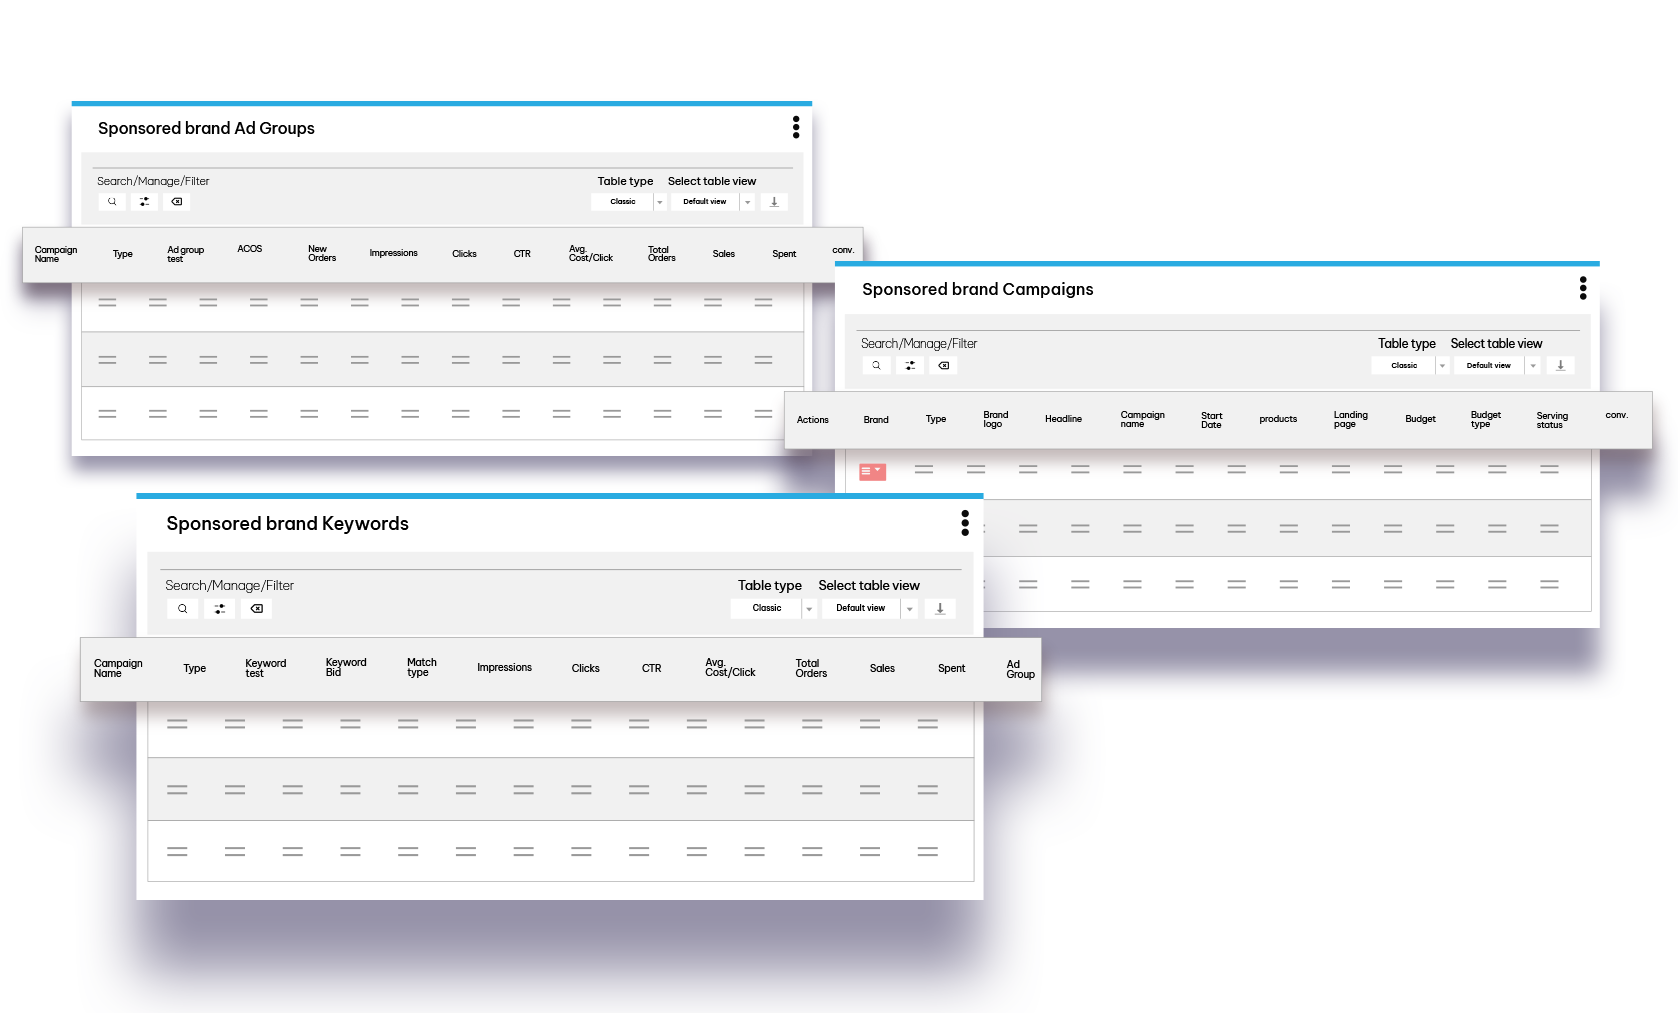 Sponsored brand Ad Groups
Search/Manage/Filter
Table type Select table view
Classic Default view
Campaign Name Type Ad group test ACOS New Orders Impressions Clicks CTR Avg. Cost/Click Total Orders Sales Spent conv.
Sponsored brand Campaigns
Search/Manage/Filter
Table type Select table view
Classic Default view
Actions Brand Type Brand logo Headline Campaign name Start Date products Landing page Budget Budget type Serving status conv.
Sponsored brand Keywords
Search/Manage/Filter
Table type Select table view
Classic Default view
Campaign Name Type Keyword test Keyword Bid Match type Impressions Clicks CTR Avg. Cost/Click Total Orders Sales Spent Ad Group